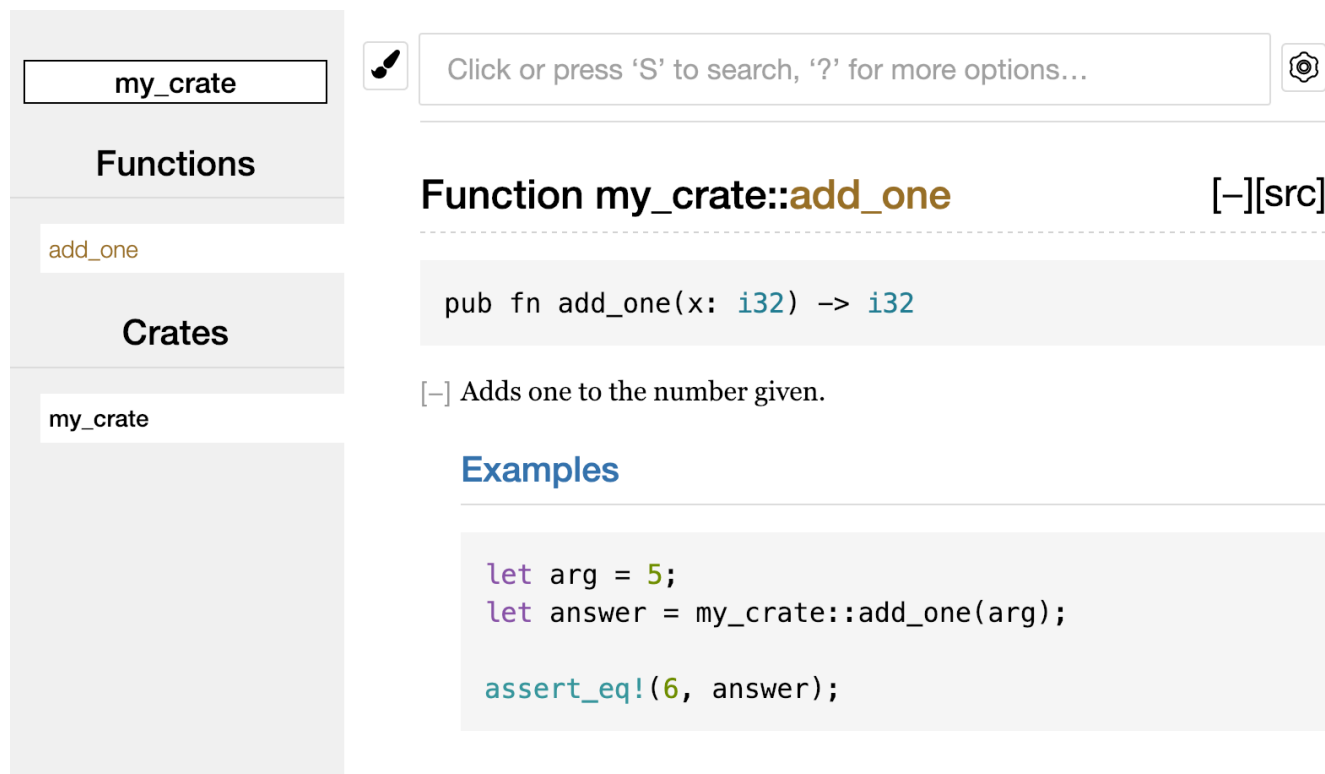 my_crate
Functions
add_one
Crates
my_crate
Click or press ‘S’ to search, ‘?’ for more options…
Function my_crate::add_one [−][src]
pub fn add_one(x: i32) -> i32
[−] Adds one to the number given.
Examples
let arg = 5;
let answer = my_crate::add_one(arg);
assert_eq!(6, answer);